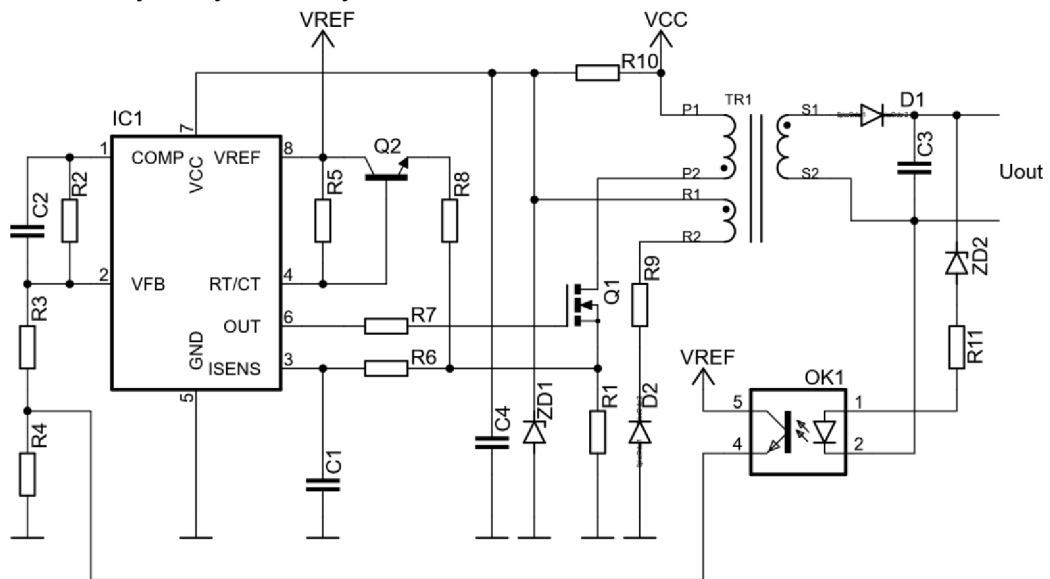 VREF
VCC
R10
IC1
7
TR1
P1
S1
D1
1
COMP
VCC
VREF
8
Q2
R2
R5
R8
C2
C3
P2
S2
R1
Uout
2
VFB
RT/CT
4
R2
R3
R9
Q1
ZD2
OUT
6
R7
GND
ISENS
3
R6
VREF
R11
5
OK1
R4
C1
C4
ZD1
R1
D2
5
1
4
2